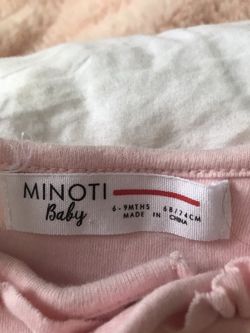 MINOTI
Baby
6-9MTHS 68/74CM
MADE IN CHINA